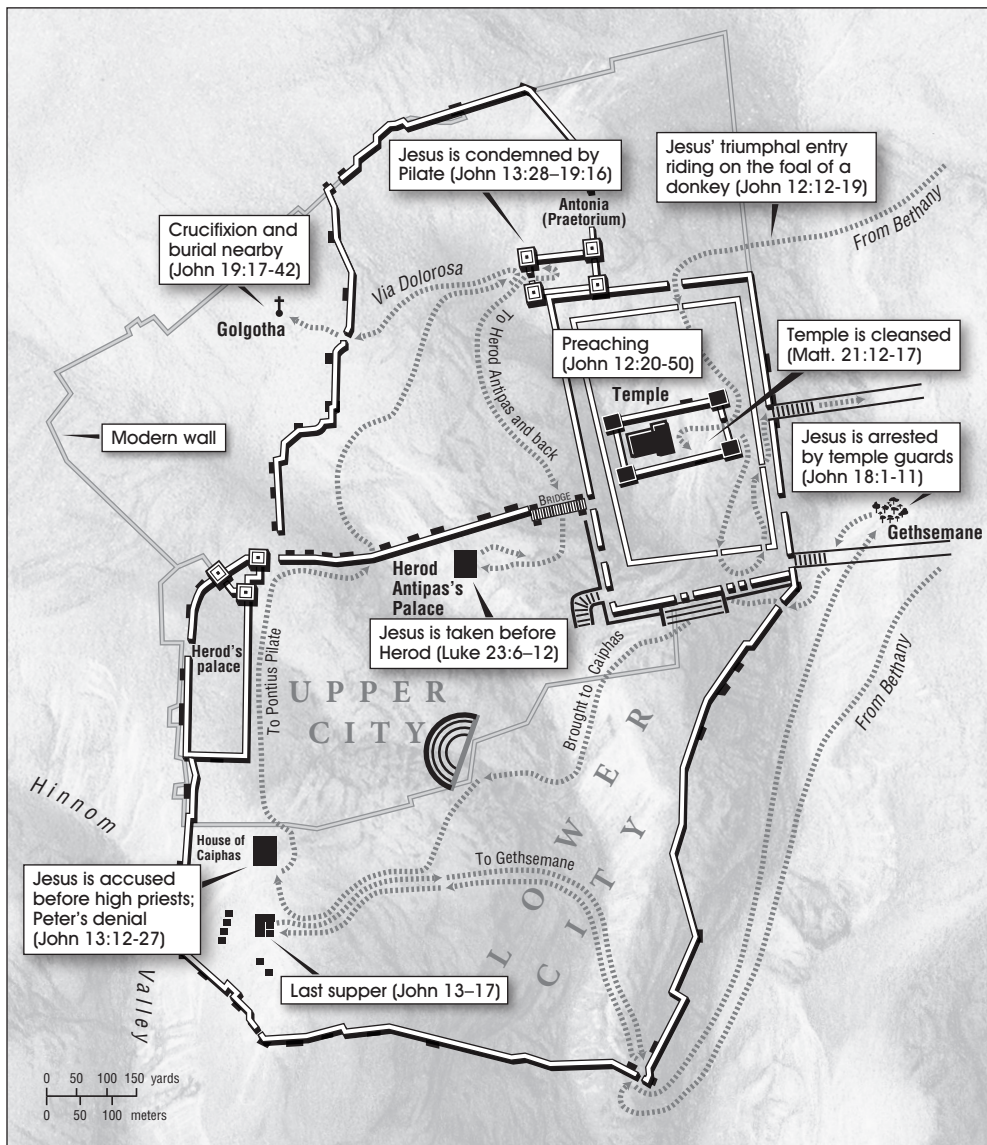 Jesus is condemned by
Pilate (John 13:28–19:16)
Jesus' triumphal entry
riding on the foal of a
donkey (John 12:12-19)
Antonia
(Praetorium)
From Bethany
Crucifixion and
burial nearby
(John 19:17-42)
Via Dolorosa
Golgotha
To Herod Antipas and back
Preaching
(John 12:20-50)
Temple is cleansed
(Matt. 21:12-17)
Temple
Modern wall
Jesus is arrested
by temple guards
(John 18:1-11)
BRIDGE
Gethsemane
Herod
Antipas's
Palace
Jesus is taken before
Herod (Luke 23:6–12)
Herod's
palace
To Pontius Pilate
UPPER
CITY
Brought to Caiphas
From Bethany
LOWER
CITY
Hinnom
Valley
House of
Caiphas
To Gethsemane
Jesus is accused
before high priests;
Peter's denial
(John 13:12-27)
Last supper (John 13–17)
0 50 100 150 yards
0 50 100 meters